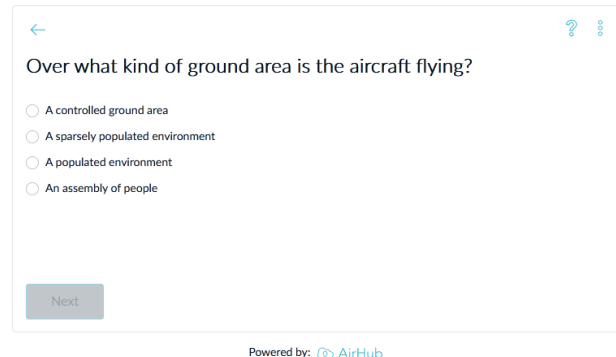 Over what kind of ground area is the aircraft flying?
A controlled ground area
A sparsely populated environment
A populated environment
An assembly of people
Next
Powered by: AirHub